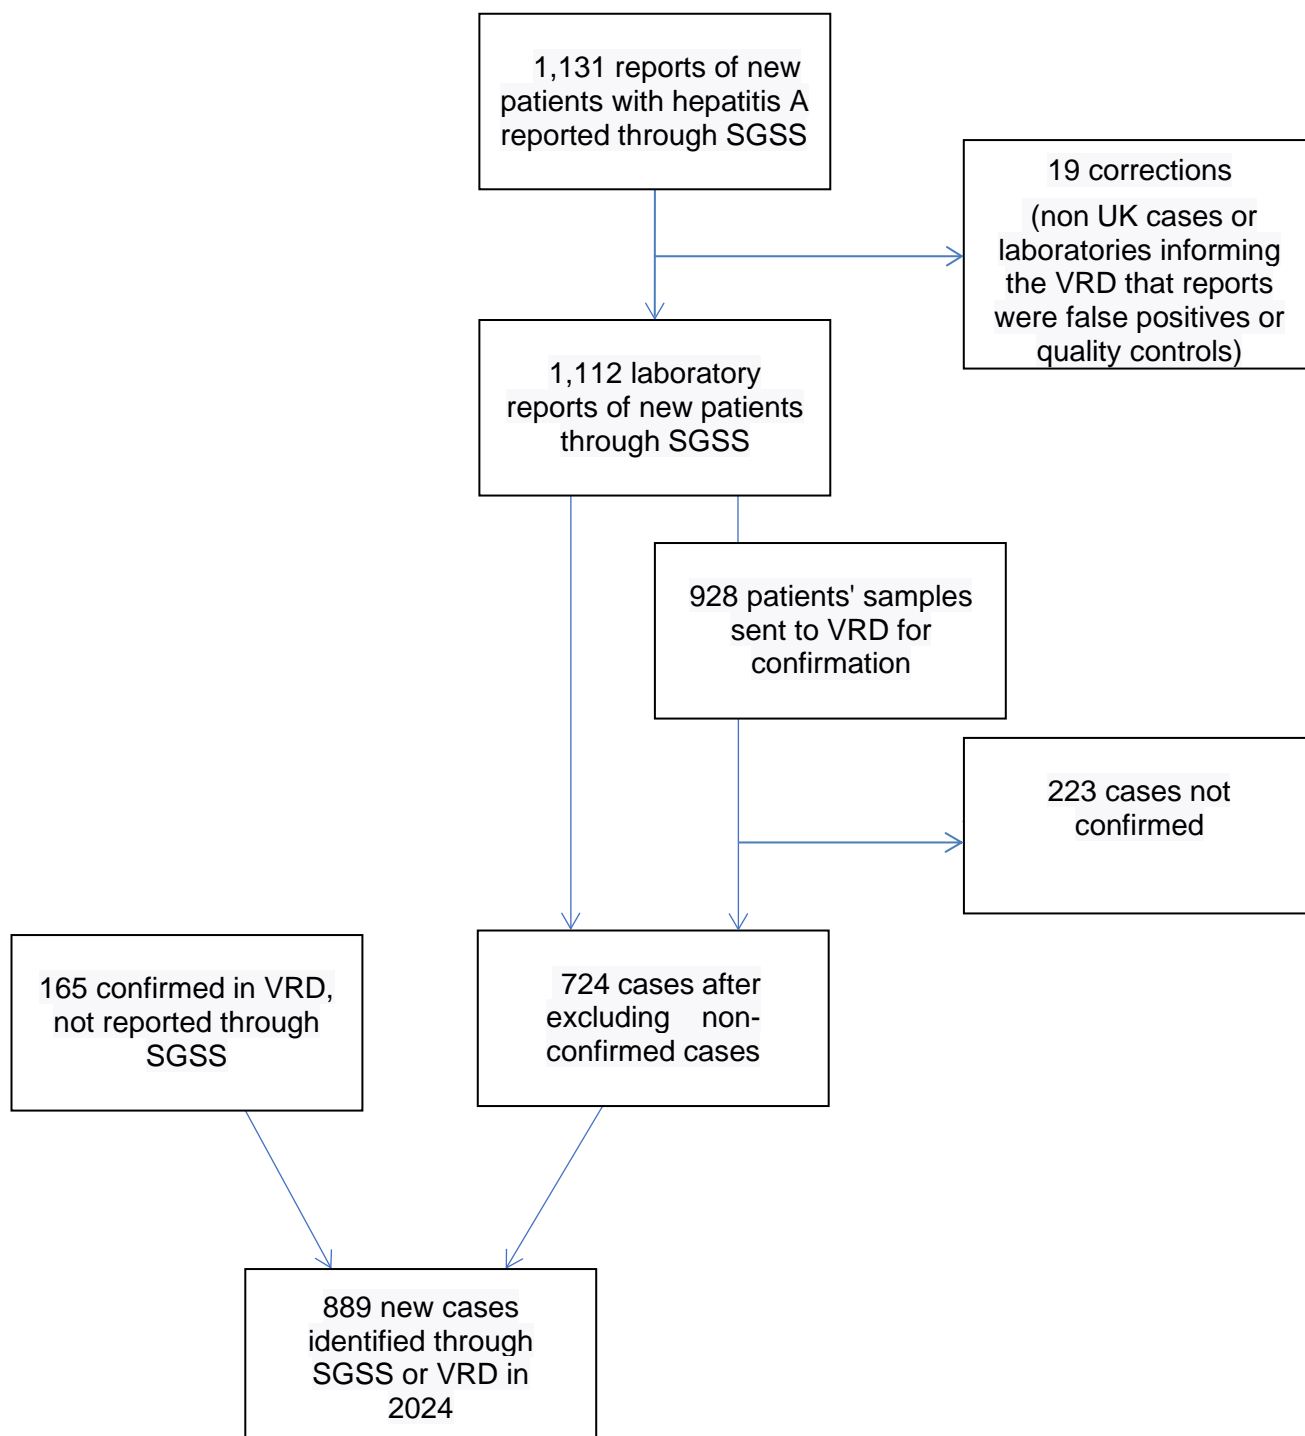 1,131 reports of new
patients with hepatitis A
reported through SGSS
19 corrections
(non UK cases or
laboratories informing
the VRD that reports
were false positives or
quality controls)
1,112 laboratory
reports of new patients
through SGSS
928 patients' samples
sent to VRD for
confirmation
223 cases not
confirmed
165 confirmed in VRD,
not reported through
SGSS
724 cases after
excluding non-
confirmed cases
889 new cases
identified through
SGSS or VRD in
2024